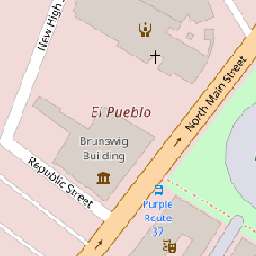 New High
North Main Street
El Pueblo
Brunswig
Building
Republic Street
Purple
Route
37